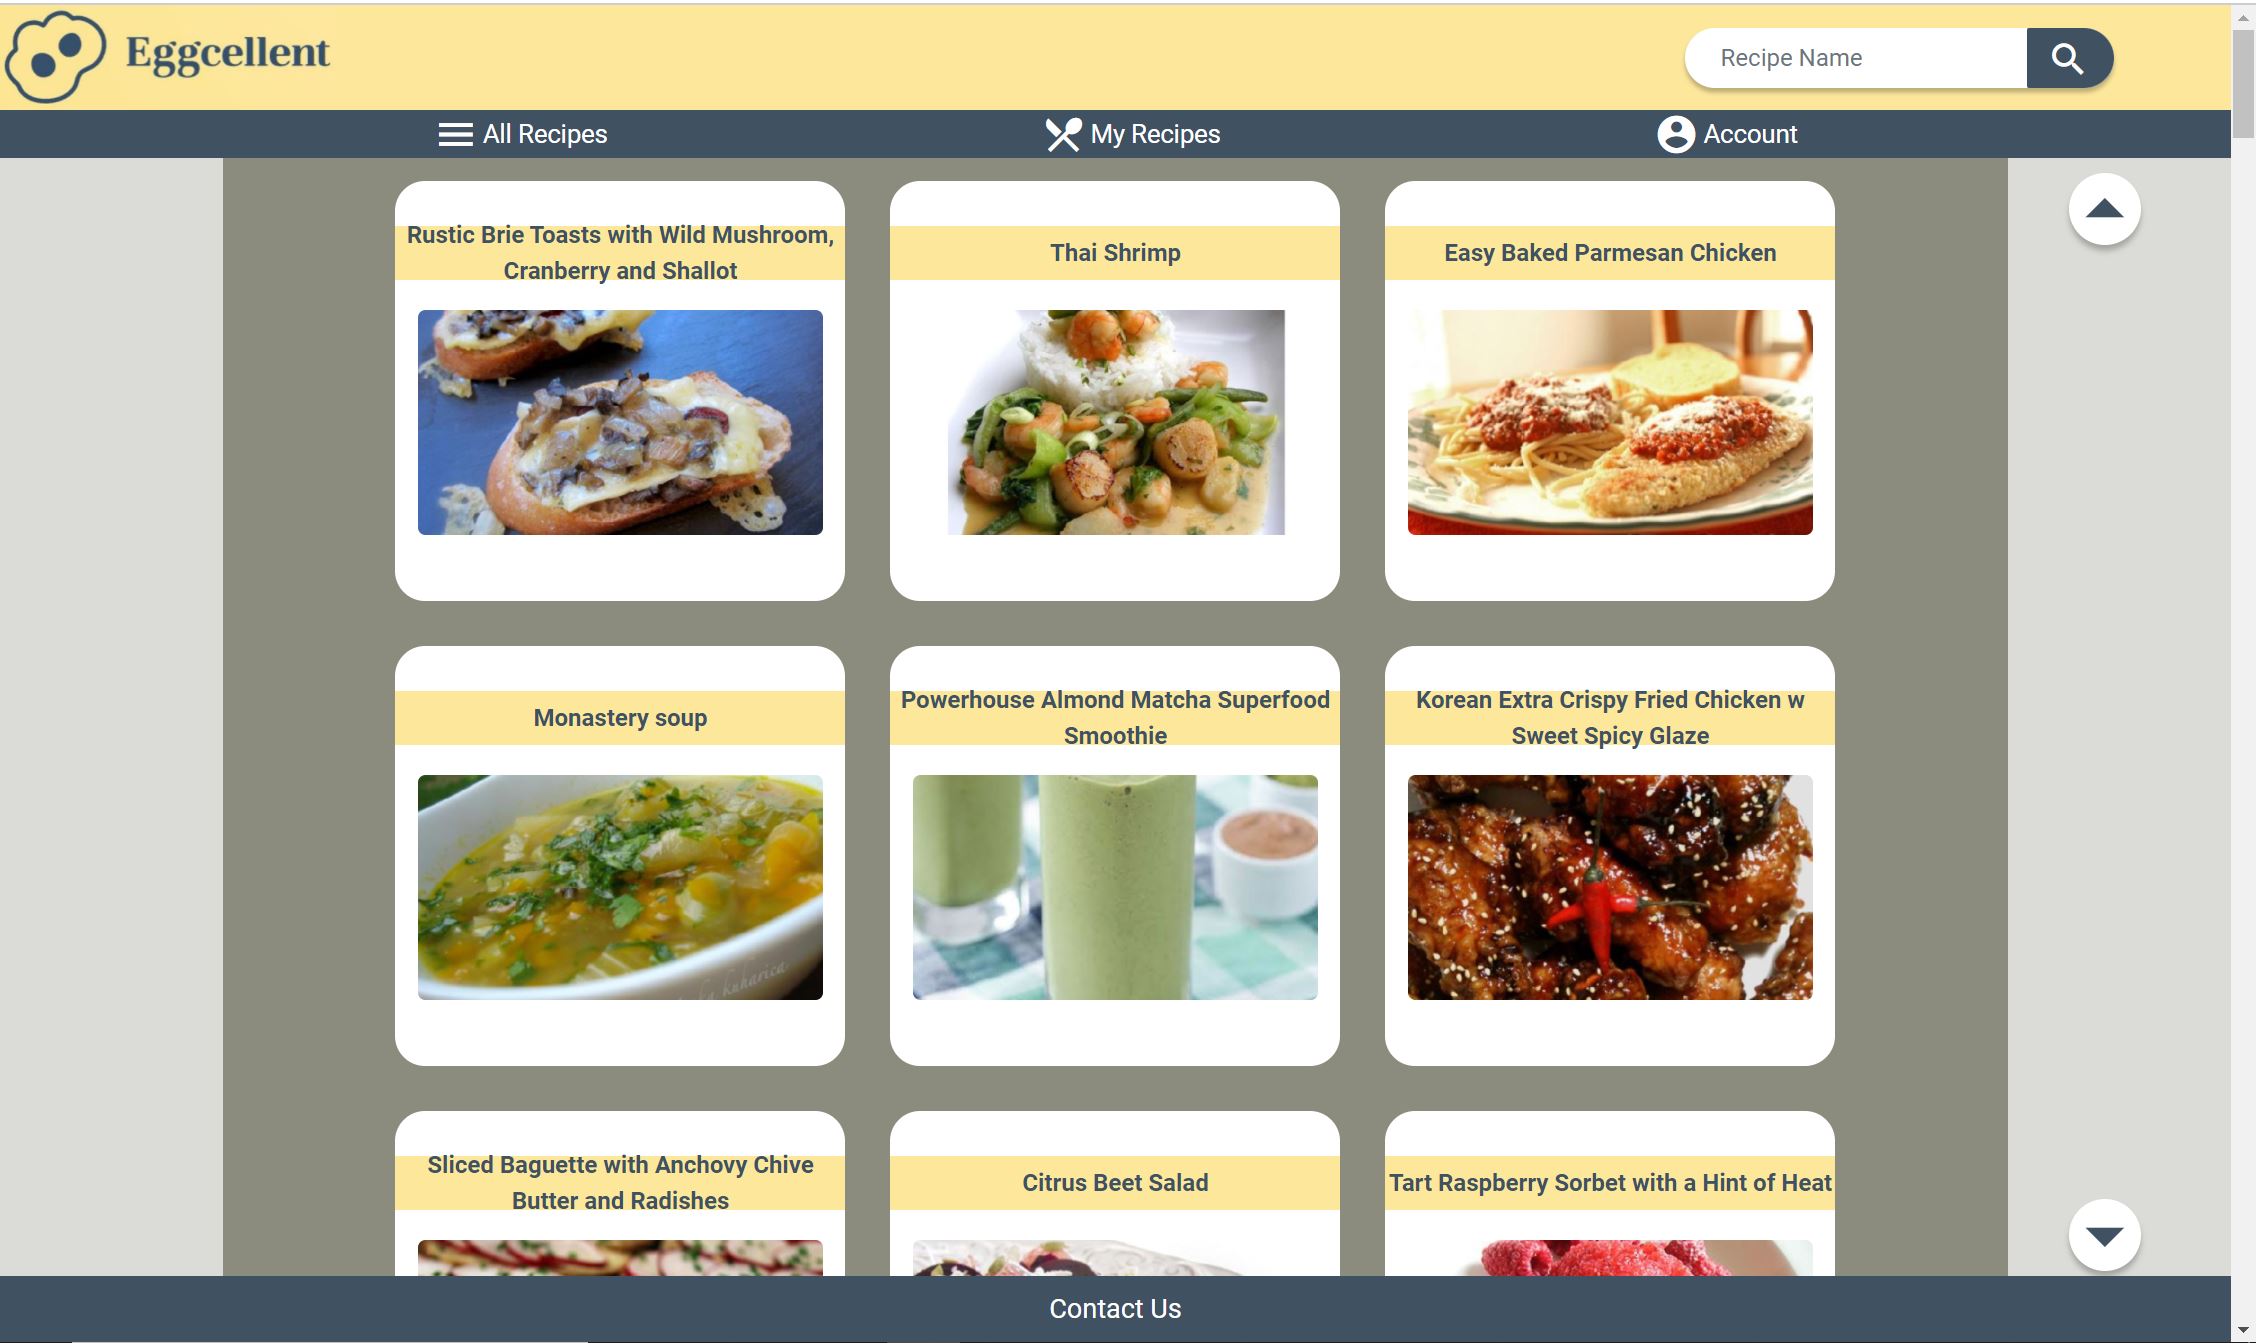 Eggcellent
Recipe Name
All Recipes
My Recipes
Account
Rustic Brie Toasts with Wild Mushroom,
Cranberry and Shallot
Thai Shrimp
Easy Baked Parmesan Chicken
Monastery soup
Powerhouse Almond Matcha Superfood
Smoothie
Korean Extra Crispy Fried Chicken w
Sweet Spicy Glaze
kuharica
Sliced Baguette with Anchovy Chive
Butter and Radishes
Citrus Beet Salad
Tart Raspberry Sorbet with a Hint of Heat
Contact Us